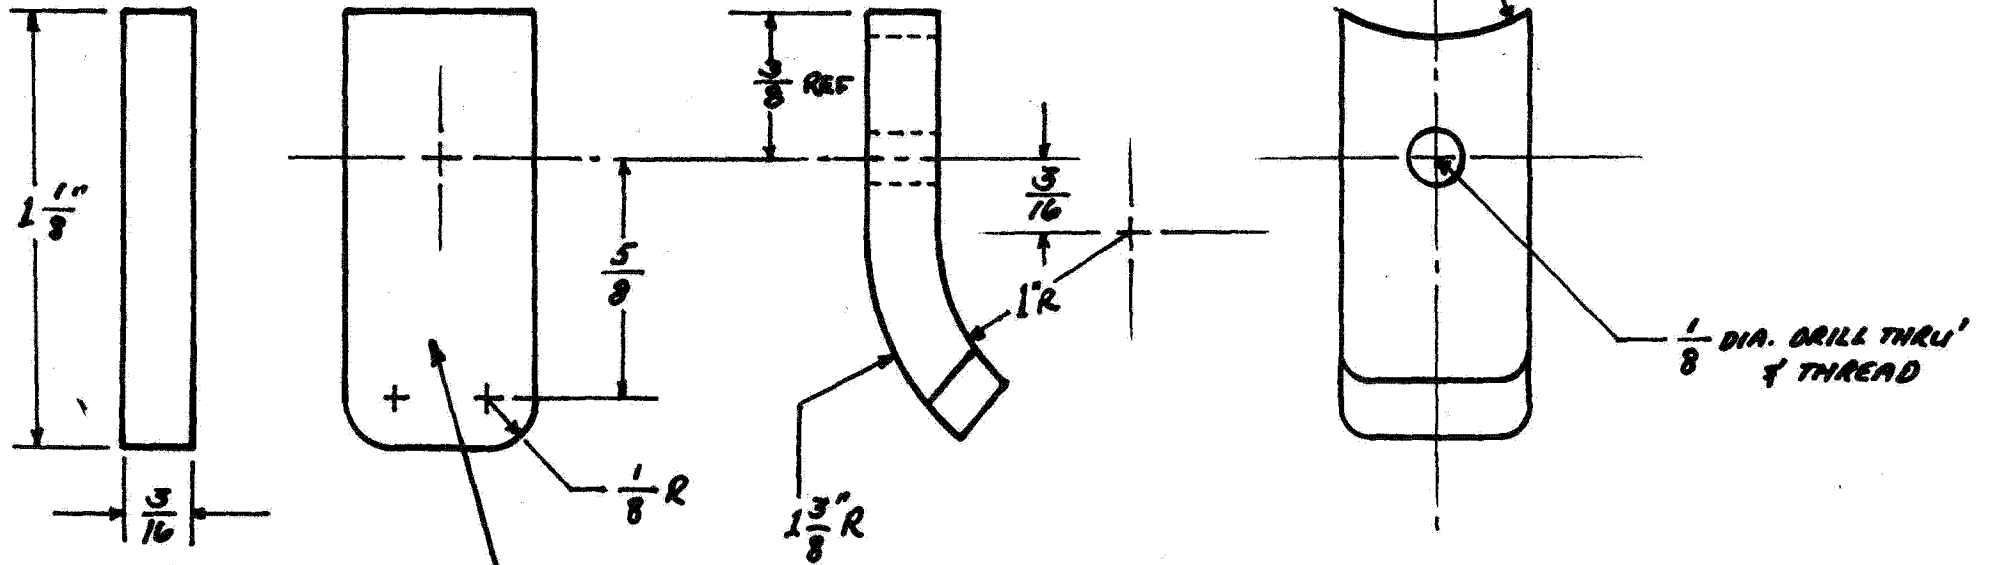 1 1/8"
3/16
5/8
1/8 R
3/8 REF
3/16
1" R
1 3/8" R
1/8 DIA. DRILL THRU'
& THREAD